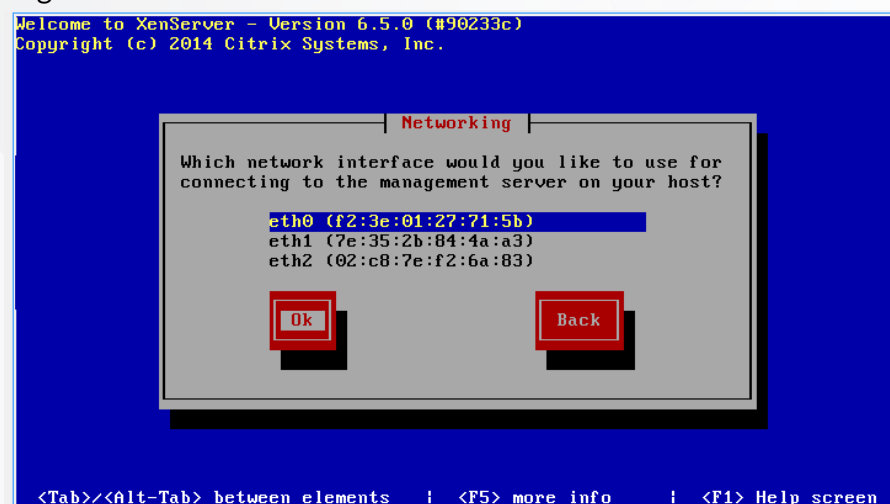 Welcome to XenServer - Version 6.5.0 (#90233c)
Copyright (c) 2014 Citrix Systems, Inc.
Networking
Which network interface would you like to use for
connecting to the management server on your host?
eth0 (f2:3e:01:27:71:5b)
eth1 (7e:35:2b:84:4a:a3)
eth2 (02:c8:7e:f2:6a:83)
Ok Back
<Tab>/<Alt-Tab> between elements | <F5> more info | <F1> Help screen